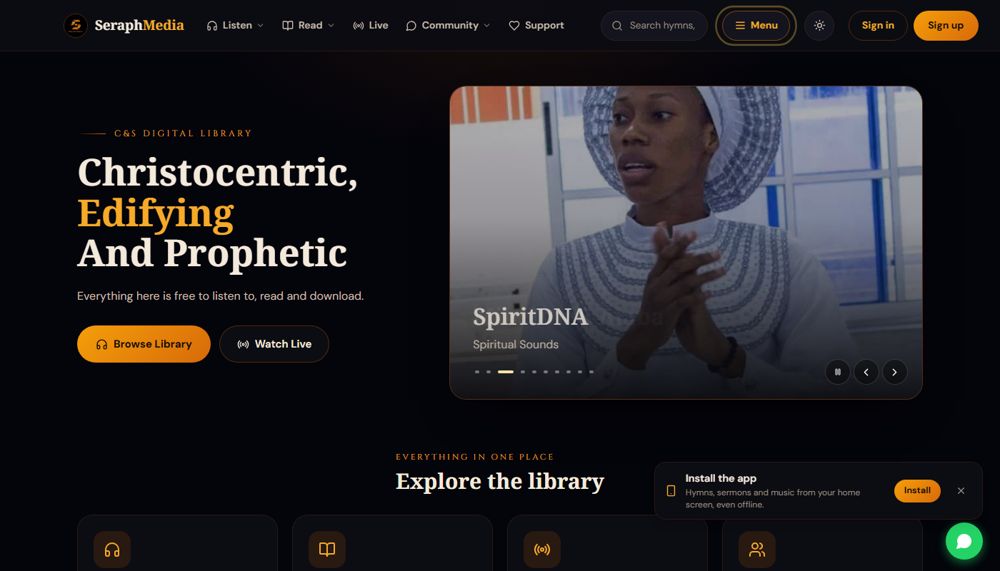 SeraphMedia
Listen
Read
Live
Community
Support
Search hymns,
Menu
Sign in
Sign up
C&S DIGITAL LIBRARY
Christocentric,
Edifying
And Prophetic
Everything here is free to listen to, read and download.
Browse Library
Watch Live
SpiritDNA
Spiritual Sounds
EVERYTHING IN ONE PLACE
Explore the library
Install the app
Hymns, sermons and music from your home
screen, even offline.
Install